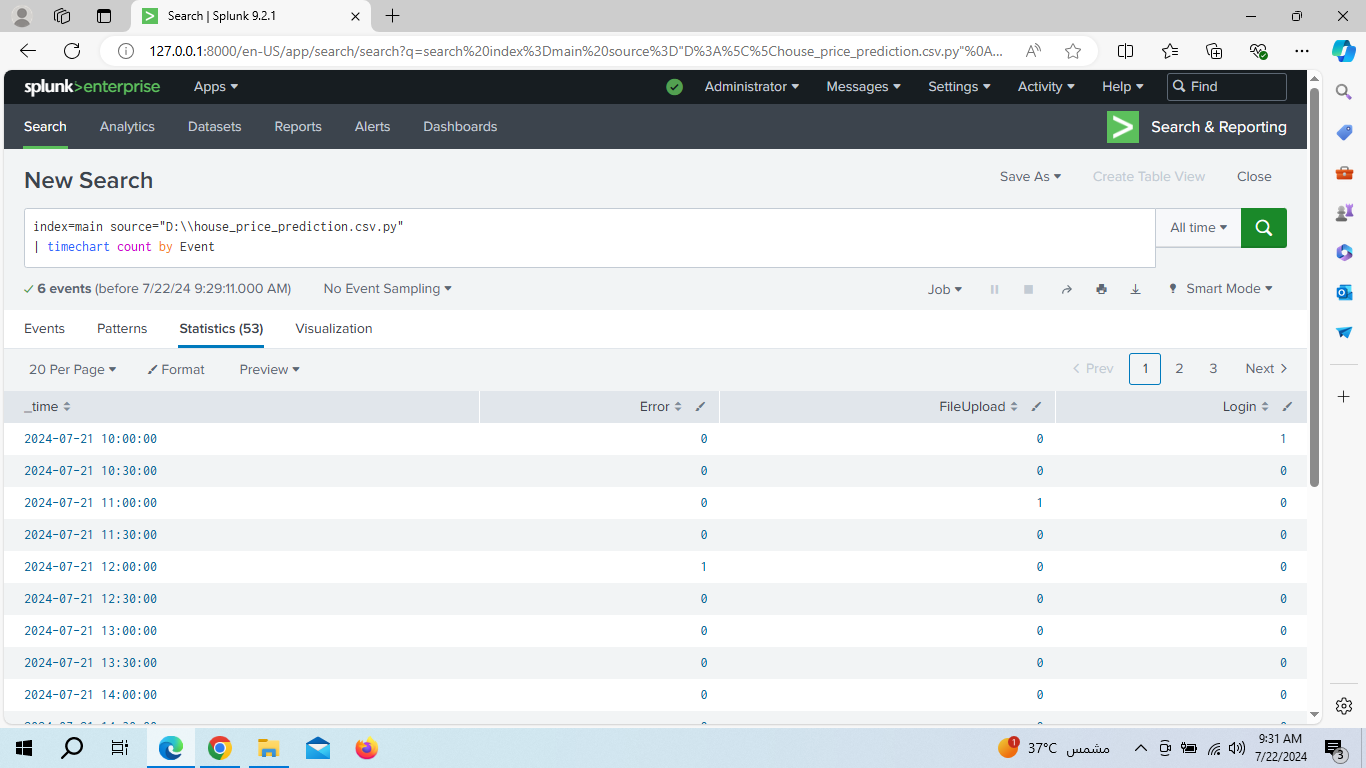 Search | Splunk 9.2.1
127.0.0.1:8000/en-US/app/search/search?q=search%20index%3Dmain%20source%3D"D%3A%5C%5Chouse_price_prediction.csv.py"%0A...
splunk>enterprise Apps Administrator Messages Settings Activity Help Find
Search Analytics Datasets Reports Alerts Dashboards Search & Reporting
New Search Save As Create Table View Close
index=main source="D:\\house_price_prediction.csv.py"
| timechart count by Event
All time
6 events (before 7/22/24 9:29:11.000 AM) No Event Sampling Job Smart Mode
Events Patterns Statistics (53) Visualization
20 Per Page Format Preview Prev 1 2 3 Next
_time Error FileUpload Login
2024-07-21 10:00:00 0 0 1
2024-07-21 10:30:00 0 0 0
2024-07-21 11:00:00 0 1 0
2024-07-21 11:30:00 0 0 0
2024-07-21 12:00:00 1 0 0
2024-07-21 12:30:00 0 0 0
2024-07-21 13:00:00 0 0 0
2024-07-21 13:30:00 0 0 0
2024-07-21 14:00:00 0 0 0
1 37°C مشمس 9:31 AM
7/22/2024 3